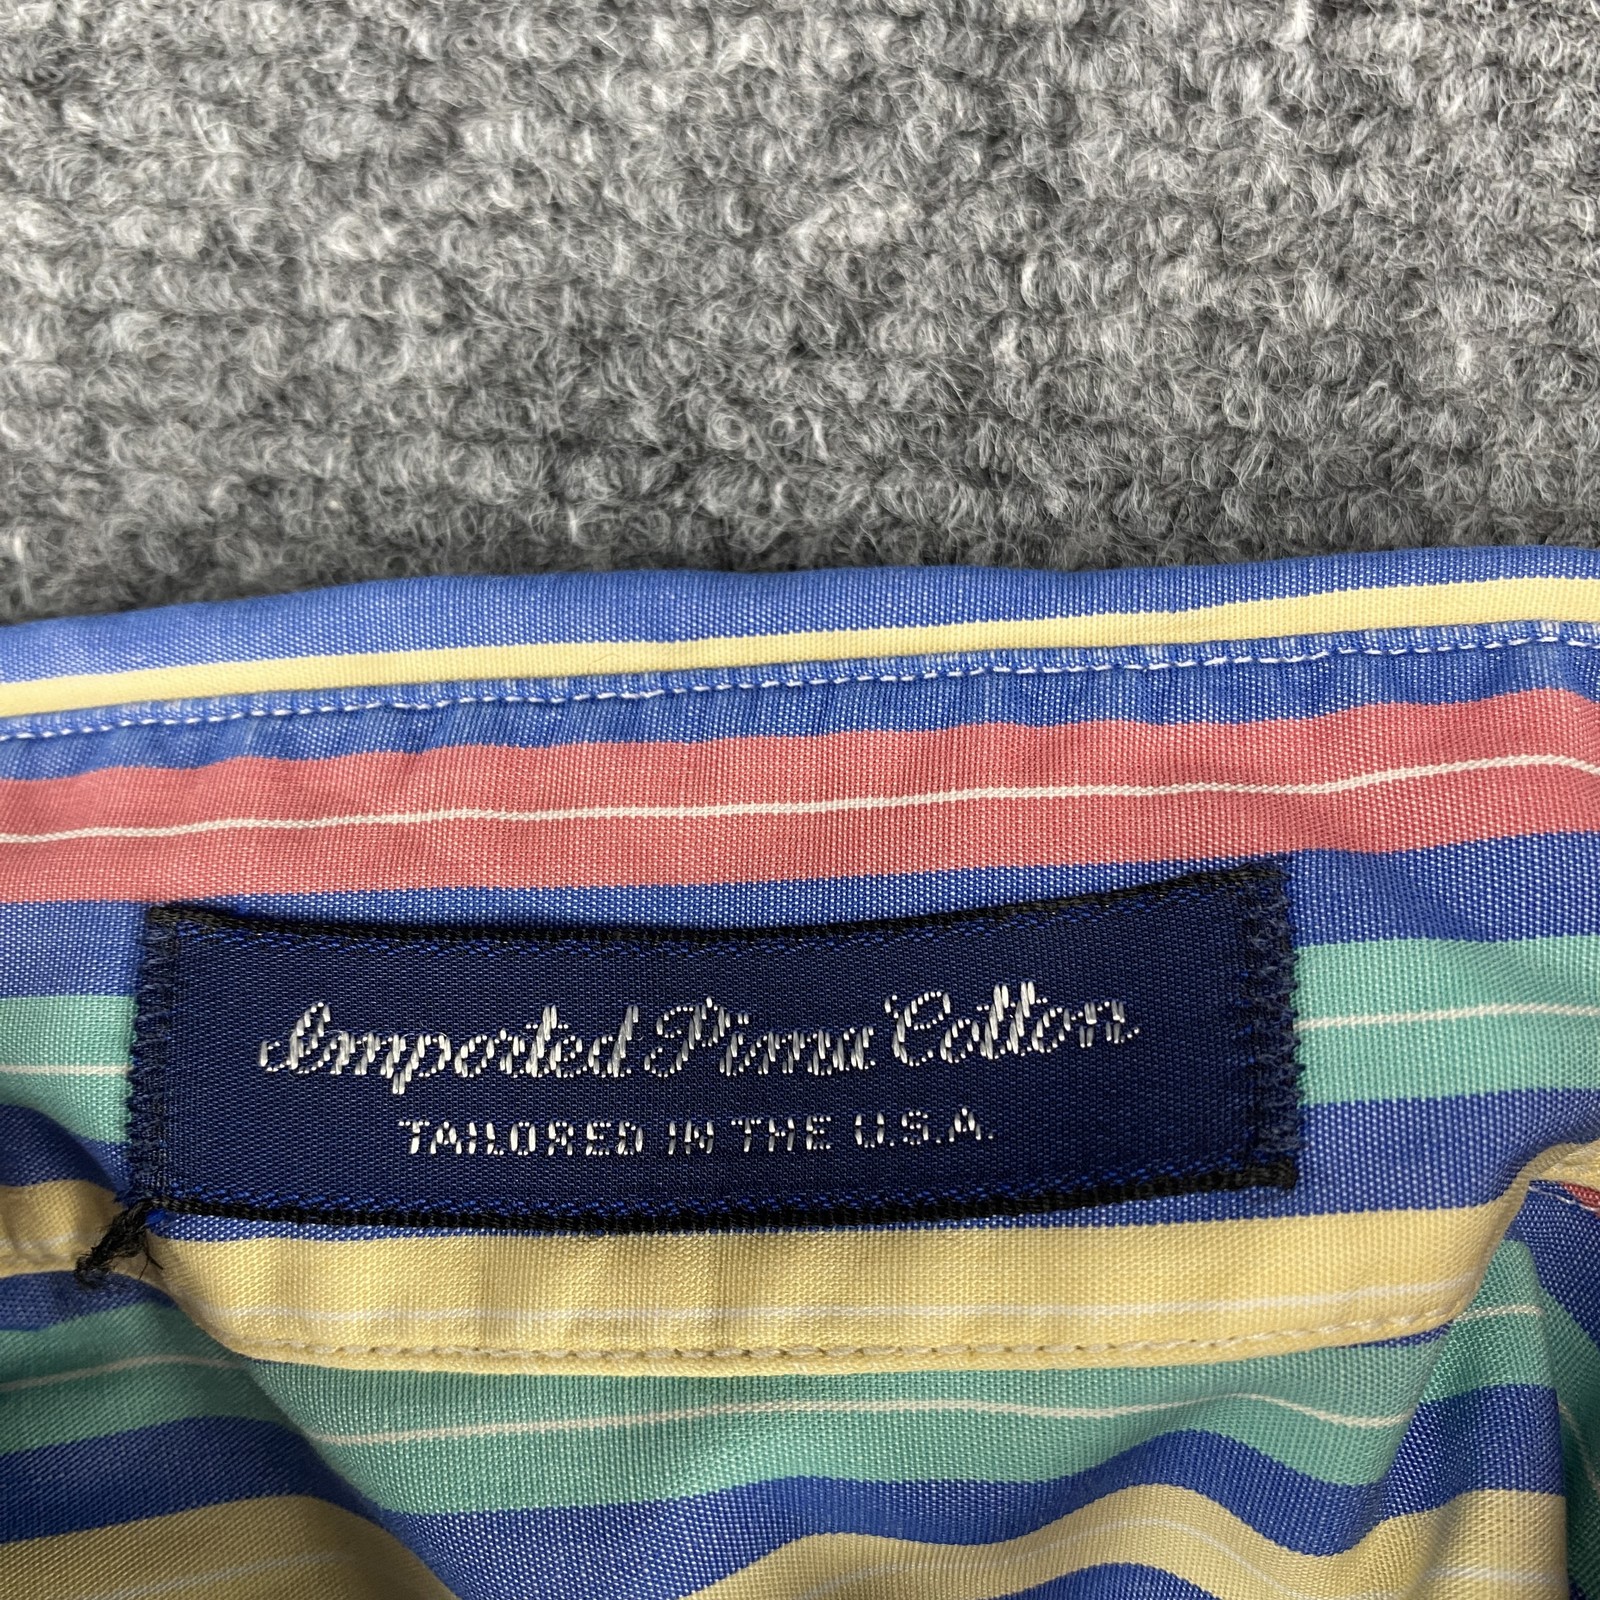 Imported Pima Cotton
TAILORED IN THE U.S.A.